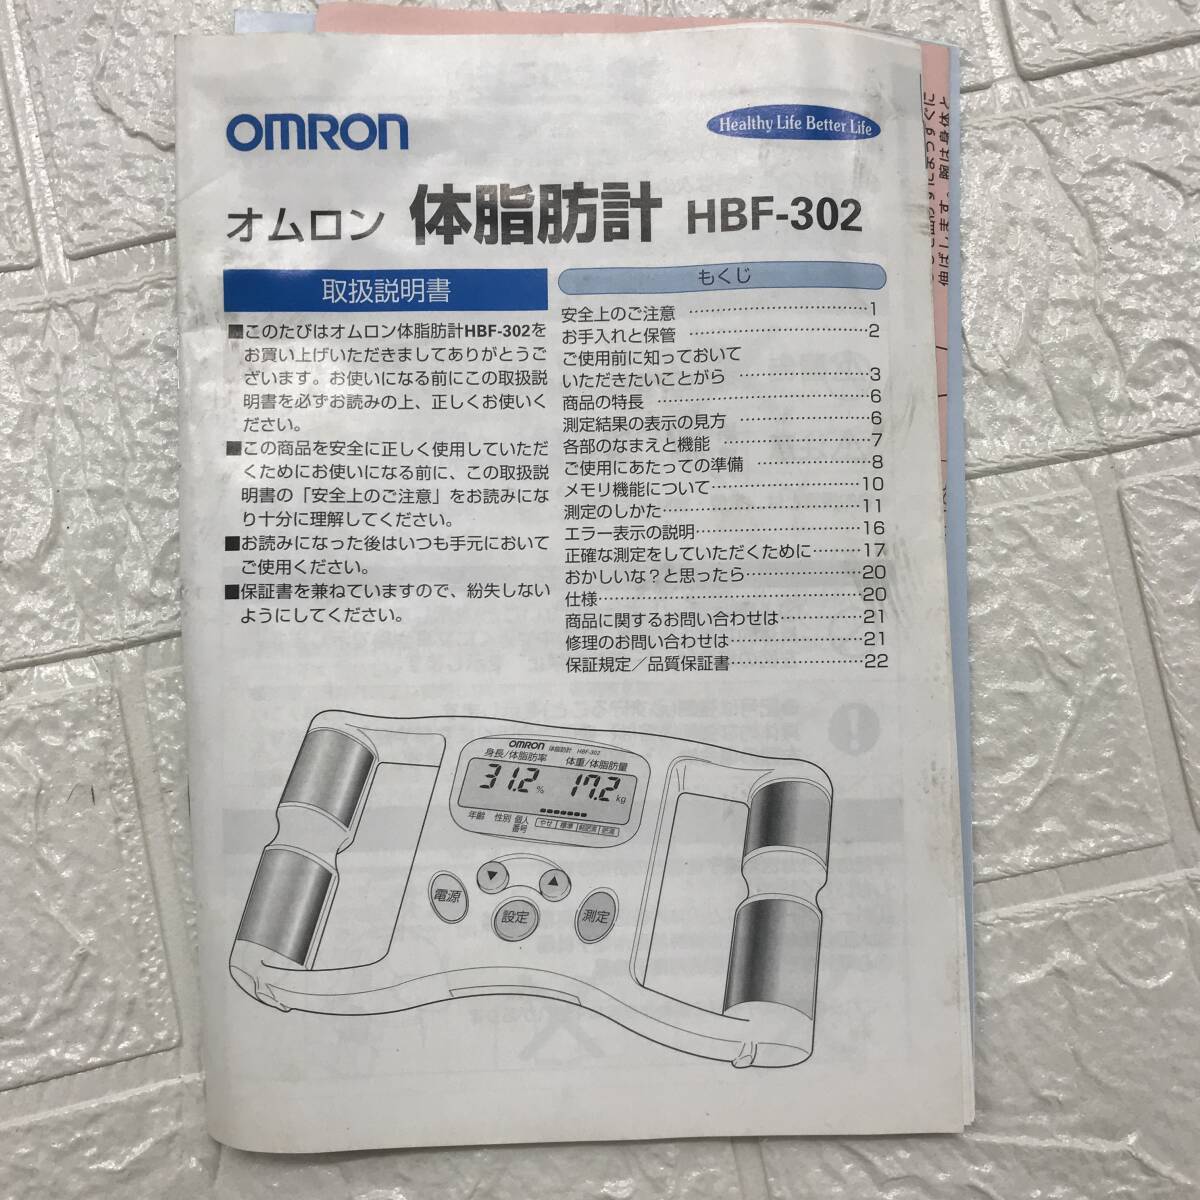 OMRON
Healthy Life Better Life
オムロン 体脂肪計 HBF-302
取扱説明書
■このたびはオムロン体脂肪計HBF-302を
お買い上げいただきましてありがとうご
ざいます。お使いになる前にこの取扱説
明書を必ずお読みの上、正しくお使いく
ださい。
■この商品を安全に正しく使用していただ
くためにお使いになる前に、この取扱説
明書の「安全上のご注意」をお読みにな
り十分に理解してください。
■お読みになった後はいつも手元において
ご使用ください。
■保証書を兼ねていますので、紛失しない
ようにしてください。
もくじ
安全上のご注意 ……………………………1
お手入れと保管 ……………………………2
ご使用前に知っておいて
いただきたいことがら ……………………3
商品の特長 …………………………………6
測定結果の表示の見方 ……………………6
各部のなまえと機能 ………………………7
ご使用にあたっての準備 …………………8
メモリ機能について………………………10
測定のしかた………………………………11
エラー表示の説明…………………………16
正確な測定をしていただくために………17
おかしいな?と思ったら…………………20
仕様…………………………………………20
商品に関するお問い合わせは……………21
修理のお問い合わせは……………………21
保証規定／品質保証書……………………22
OMRON 体脂肪計 HBF-302
身長/体脂肪率 体重/体脂肪量
31.2 % 17.2 kg
年齢 性別 個人番号 やせ 標準 軽肥満 肥満
▼ ▲
電源 設定 測定
伸ばします。腕は身体と